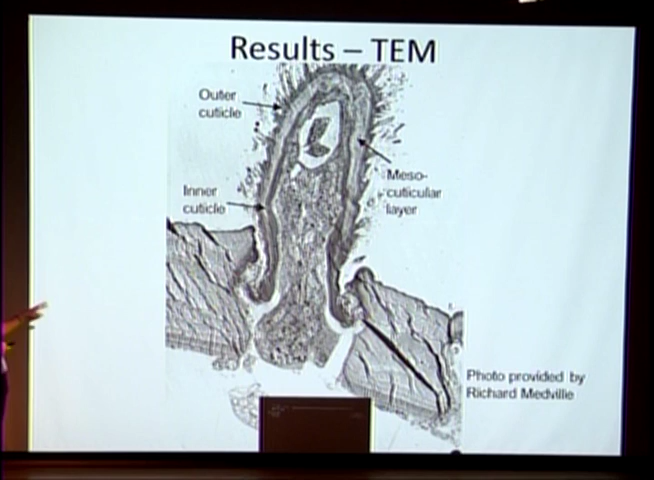 Results – TEM
Outer
cuticle
Meso-
cuticular
layer
Inner
cuticle
Photo provided by
Richard Medville